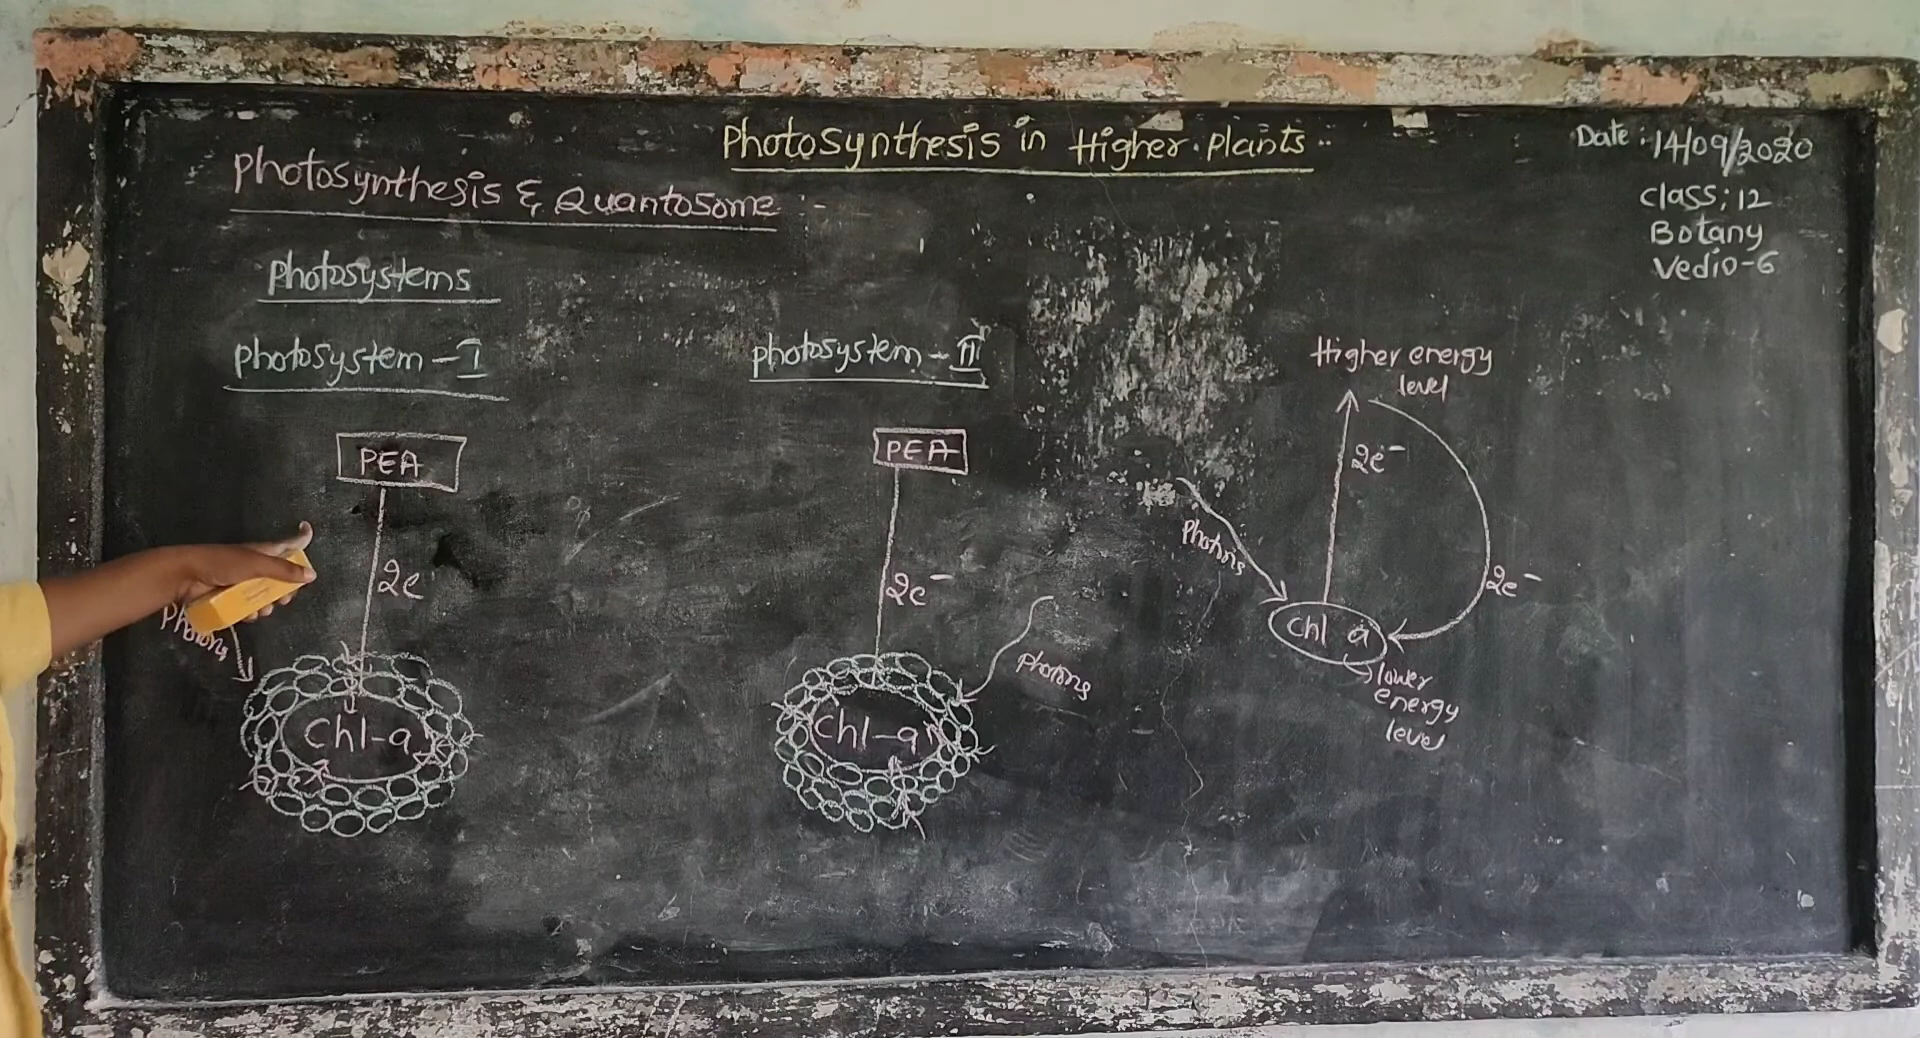 Photosynthesis in Higher Plants
Date: 14/09/2020
Class: 12
Botany
Vedio-6
Photosynthesis & Quantosome :-
Photosystems
Photosystem - I
Photosystem - II
PEA
2e
Photons
Chl-a
PEA
2e-
Photons
Chl-a
Higher energy
level
2e-
Photons
2e-
Chl a
lower
energy
level